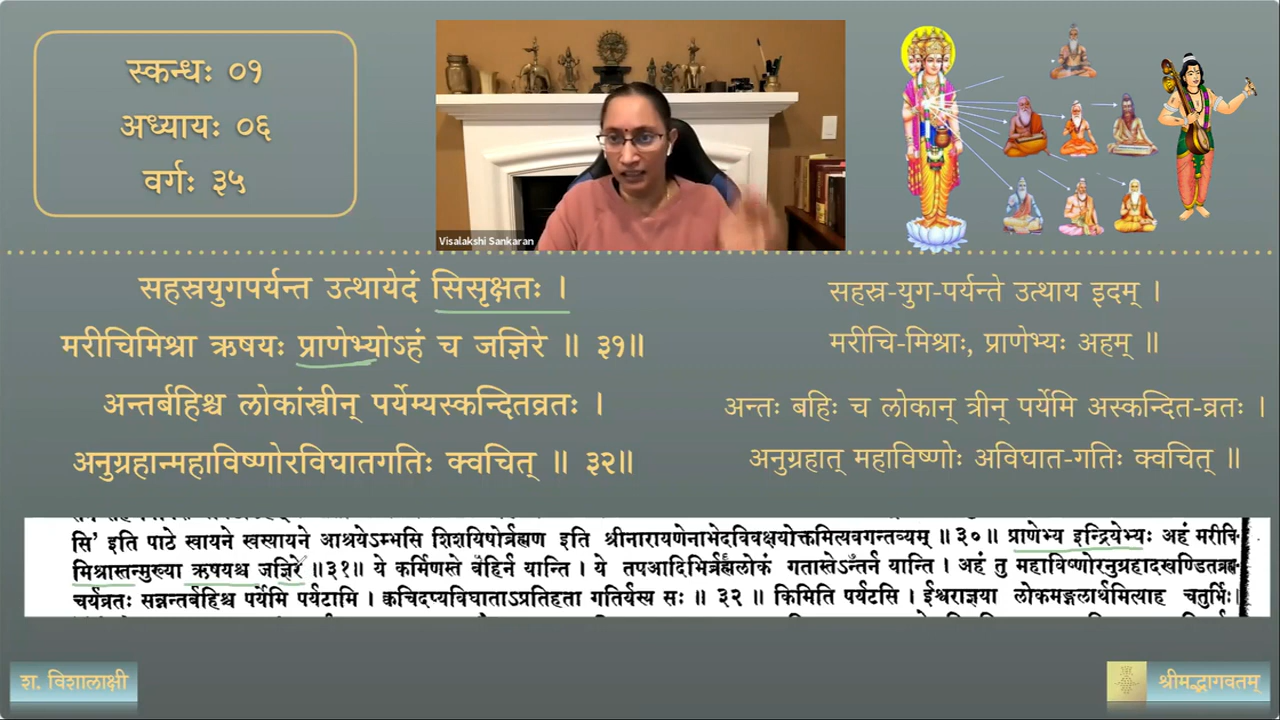 स्कन्धः ०१
अध्यायः ०६
वर्गः ३५
Visalakshi Sankaran
सहस्रयुगपर्यन्त उत्थायेदं सिसृक्षतः ।
मरीचिमिश्रा ऋषयः प्राणेभ्योऽहं च जज्ञिरे ॥ ३१॥
अन्तर्बहिश्च लोकांस्त्रीन् पर्येम्यस्कन्दितव्रतः ।
अनुग्रहान्महाविष्णोरविघातगतिः क्वचित् ॥ ३२॥
सहस्र-युग-पर्यन्ते उत्थाय इदम् ।
मरीचि-मिश्राः, प्राणेभ्यः अहम् ॥
अन्तः बहिः च लोकान् त्रीन् पर्येमि अस्कन्दित-व्रतः ।
अनुग्रहात् महाविष्णोः अविघात-गतिः क्वचित् ॥
सि' इति पाठे स्वायने स्वस्यायने आश्रयेऽम्भसि शिशयिषोर्ब्रह्मण इति श्रीनारायणेनाभेदविवक्षयोक्तमित्यवगन्तव्यम् ॥३०॥ प्राणेभ्य इन्द्रियेभ्यः अहं मरीचि-
मिश्रास्तन्मुख्या ऋषयश्च जज्ञिरे ॥३१॥ ये कर्मिणस्ते बहिर्न यान्ति । ये तपआदिभिर्ब्रह्मलोकं गतास्तेऽन्तर्न यान्ति । अहं तु महाविष्णोरनुग्रहादखण्डितब्रह्म-
चर्यव्रतः सन्नन्तर्बहिश्च पर्येमि पर्यटामि । क्वचिदप्यविघाताऽप्रतिहता गतिर्यस्य सः ॥ ३२ ॥ किमिति पर्यटसि । ईश्वराज्ञया लोकमङ्गलार्थमित्याह चतुर्भिः।
श. विशालाक्षी
श्रीमद्भागवतम्